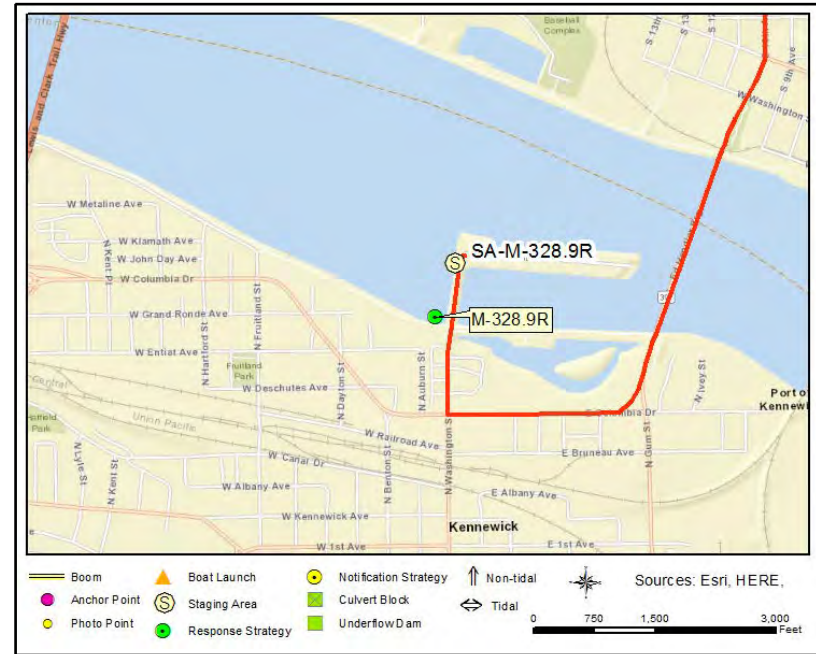 Baseball
Complex
S 13th Ave
S 12
S 9th Ave
W Washington S
Lewis and Clark Trail Hwy
W Metaline Ave
W Klamath Ave
W John Day Ave
W Columbia Dr
N Kent Pl
W Grand Ronde Ave
N Hartford St
N Fruitland St
W Entiat Ave
Fruitland
Park
W Deschutes Ave
N Dayton St
N Auburn St
S SA-M-328.9R
M-328.9R
E Columbia Dr
N Ivey St
Port o
Kennewi
Central
Union Pacific
atfield
Park
W Railroad Ave
E Bruneau Ave
N Gum St
N Lyle St
N Kent St
W Canal Dr
N Benton St
N Washington S
W Albany Ave
E Albany Ave
W Kennewick Ave
Kennewick
W 1st Ave
E 1st Ave
Boom
Anchor Point
Photo Point
Boat Launch
S Staging Area
Response Strategy
Notification Strategy
Culvert Block
Underflow Dam
Non-tidal
Tidal
Sources: Esri, HERE,
0 750 1,500 3,000
Feet